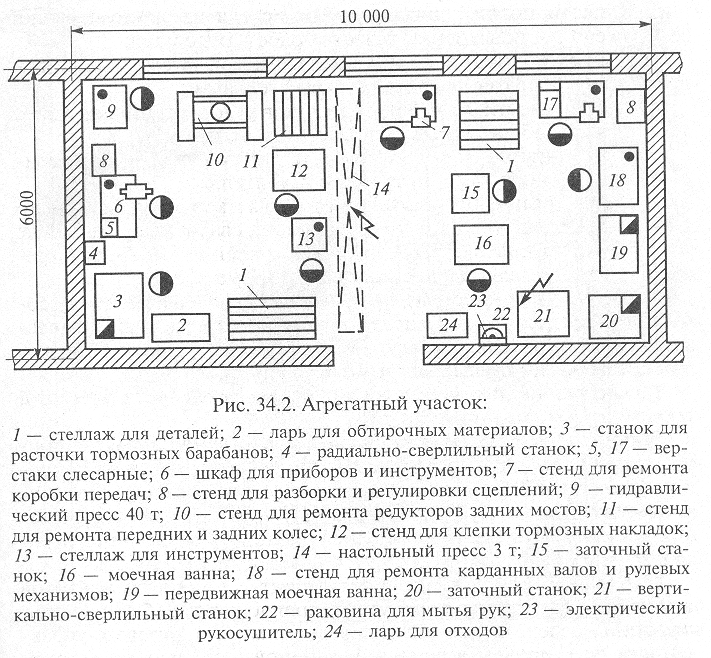 10 000
6000
9
10
11
7
17
8
1
8
12
14
15
18
6
5
13
16
19
4
3
1
2
23
22
24
21
20
Рис. 34.2. Агрегатный участок:
1 — стеллаж для деталей; 2 — ларь для обтирочных материалов; 3 — станок для
расточки тормозных барабанов; 4 — радиально-сверлильный станок; 5, 17 — вер-
стаки слесарные; 6 — шкаф для приборов и инструментов; 7 — стенд для ремонта
коробки передач; 8 — стенд для разборки и регулировки сцеплений; 9 — гидравли-
ческий пресс 40 т; 10 — стенд для ремонта редукторов задних мостов; 11 — стенд
для ремонта передних и задних колес; 12 — стенд для клепки тормозных накладок;
13 — стеллаж для инструментов; 14 — настольный пресс 3 т; 15 — заточный ста-
нок; 16 — моечная ванна; 18 — стенд для ремонта карданных валов и рулевых
механизмов; 19 — передвижная моечная ванна; 20 — заточный станок; 21 — верти-
кально-сверлильный станок; 22 — раковина для мытья рук; 23 — электрический
рукосушитель; 24 — ларь для отходов